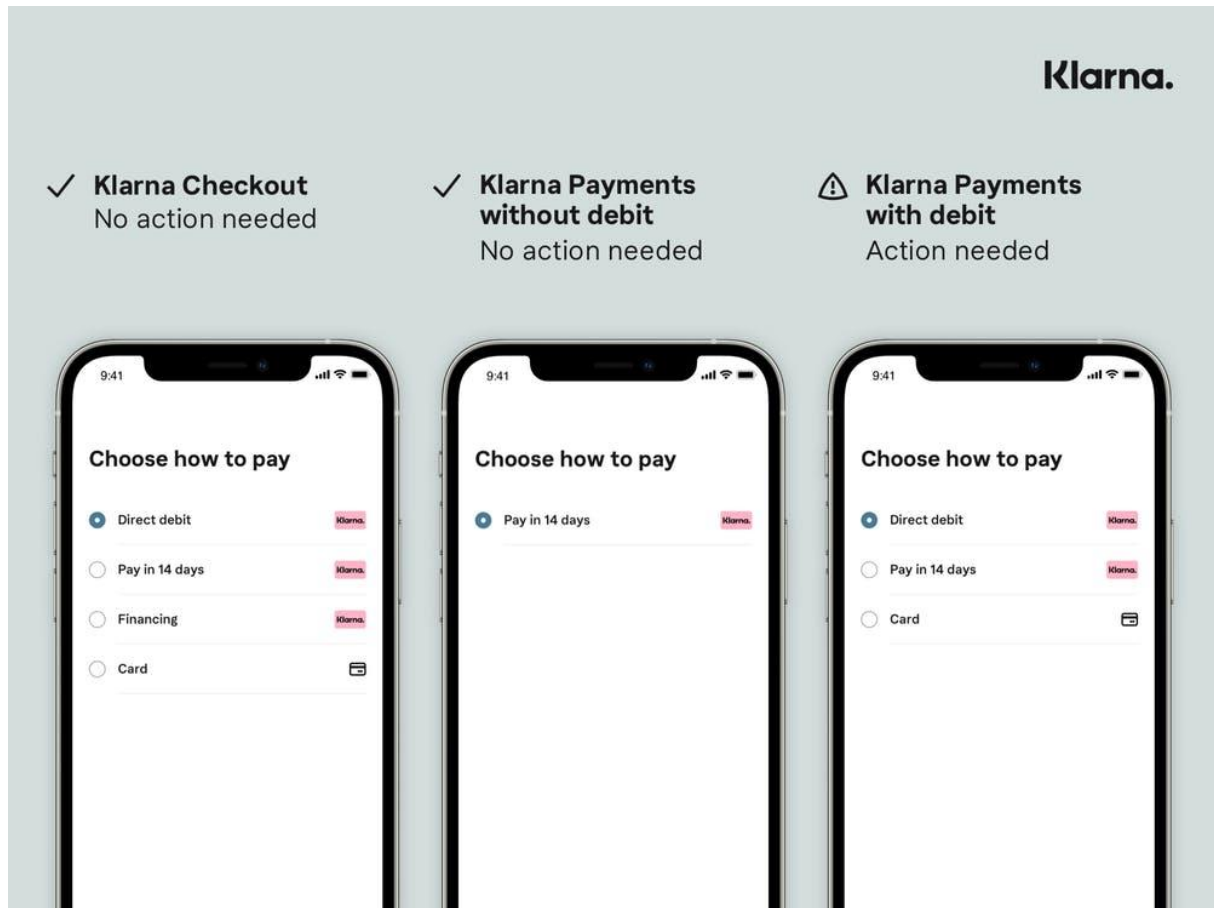 Klarna.
Klarna Checkout
No action needed
Klarna Payments
without debit
No action needed
Klarna Payments
with debit
Action needed
9:41
Choose how to pay
Direct debit Klarna.
Pay in 14 days Klarna.
Financing Klarna.
Card
9:41
Choose how to pay
Pay in 14 days Klarna.
9:41
Choose how to pay
Direct debit Klarna.
Pay in 14 days Klarna.
Card